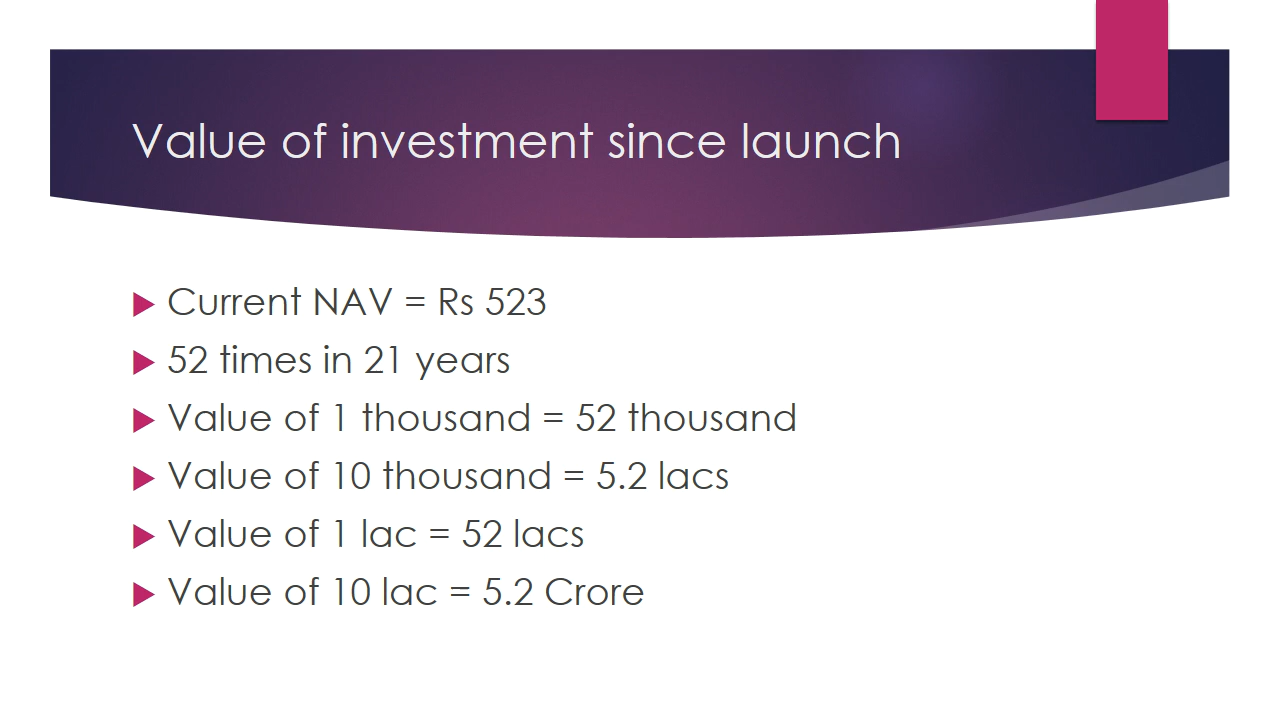 Value of investment since launch
Current NAV = Rs 523
52 times in 21 years
Value of 1 thousand = 52 thousand
Value of 10 thousand = 5.2 lacs
Value of 1 lac = 52 lacs
Value of 10 lac = 5.2 Crore